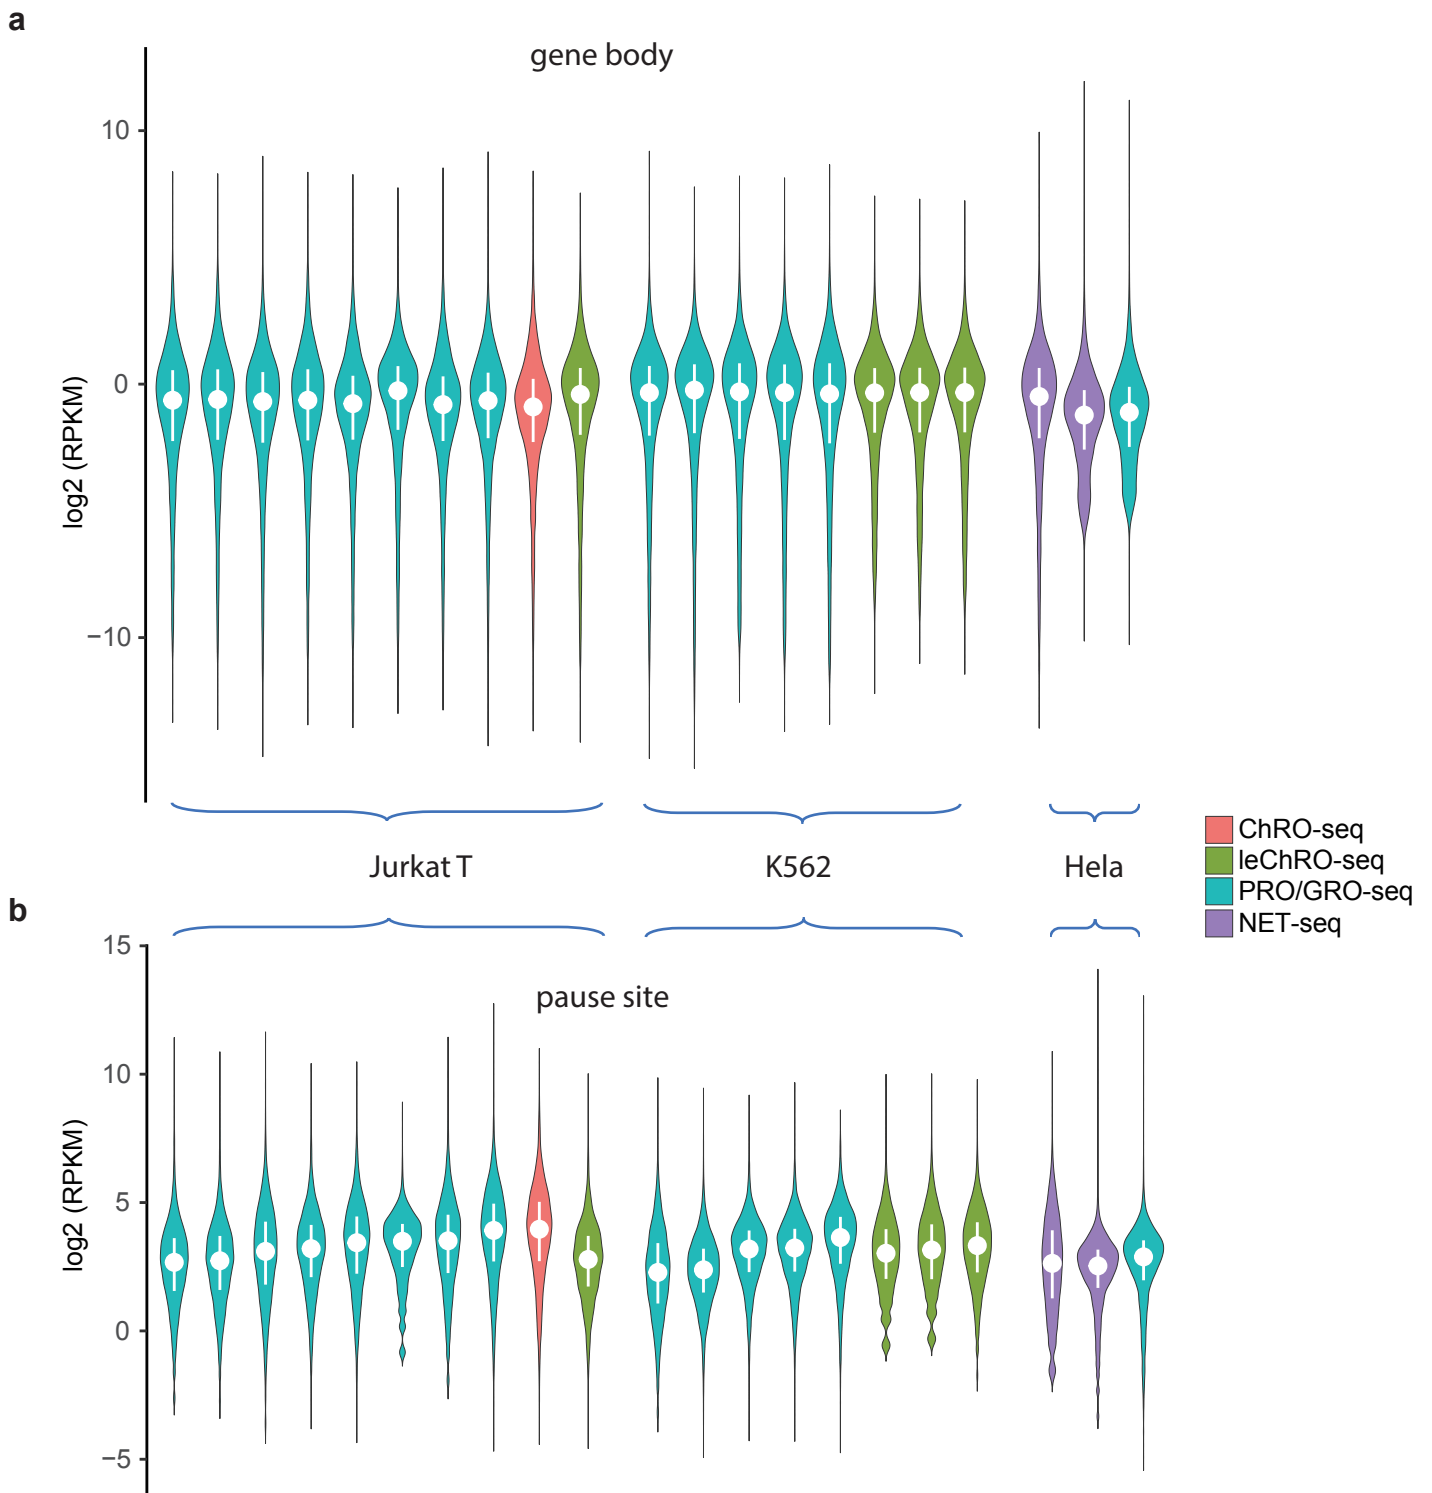 a
gene body
10
0
−10
log2 (RPKM)
Jurkat T
K562
Hela
ChRO-seq
leChRO-seq
PRO/GRO-seq
NET-seq
b
pause site
15
10
5
0
−5
log2 (RPKM)